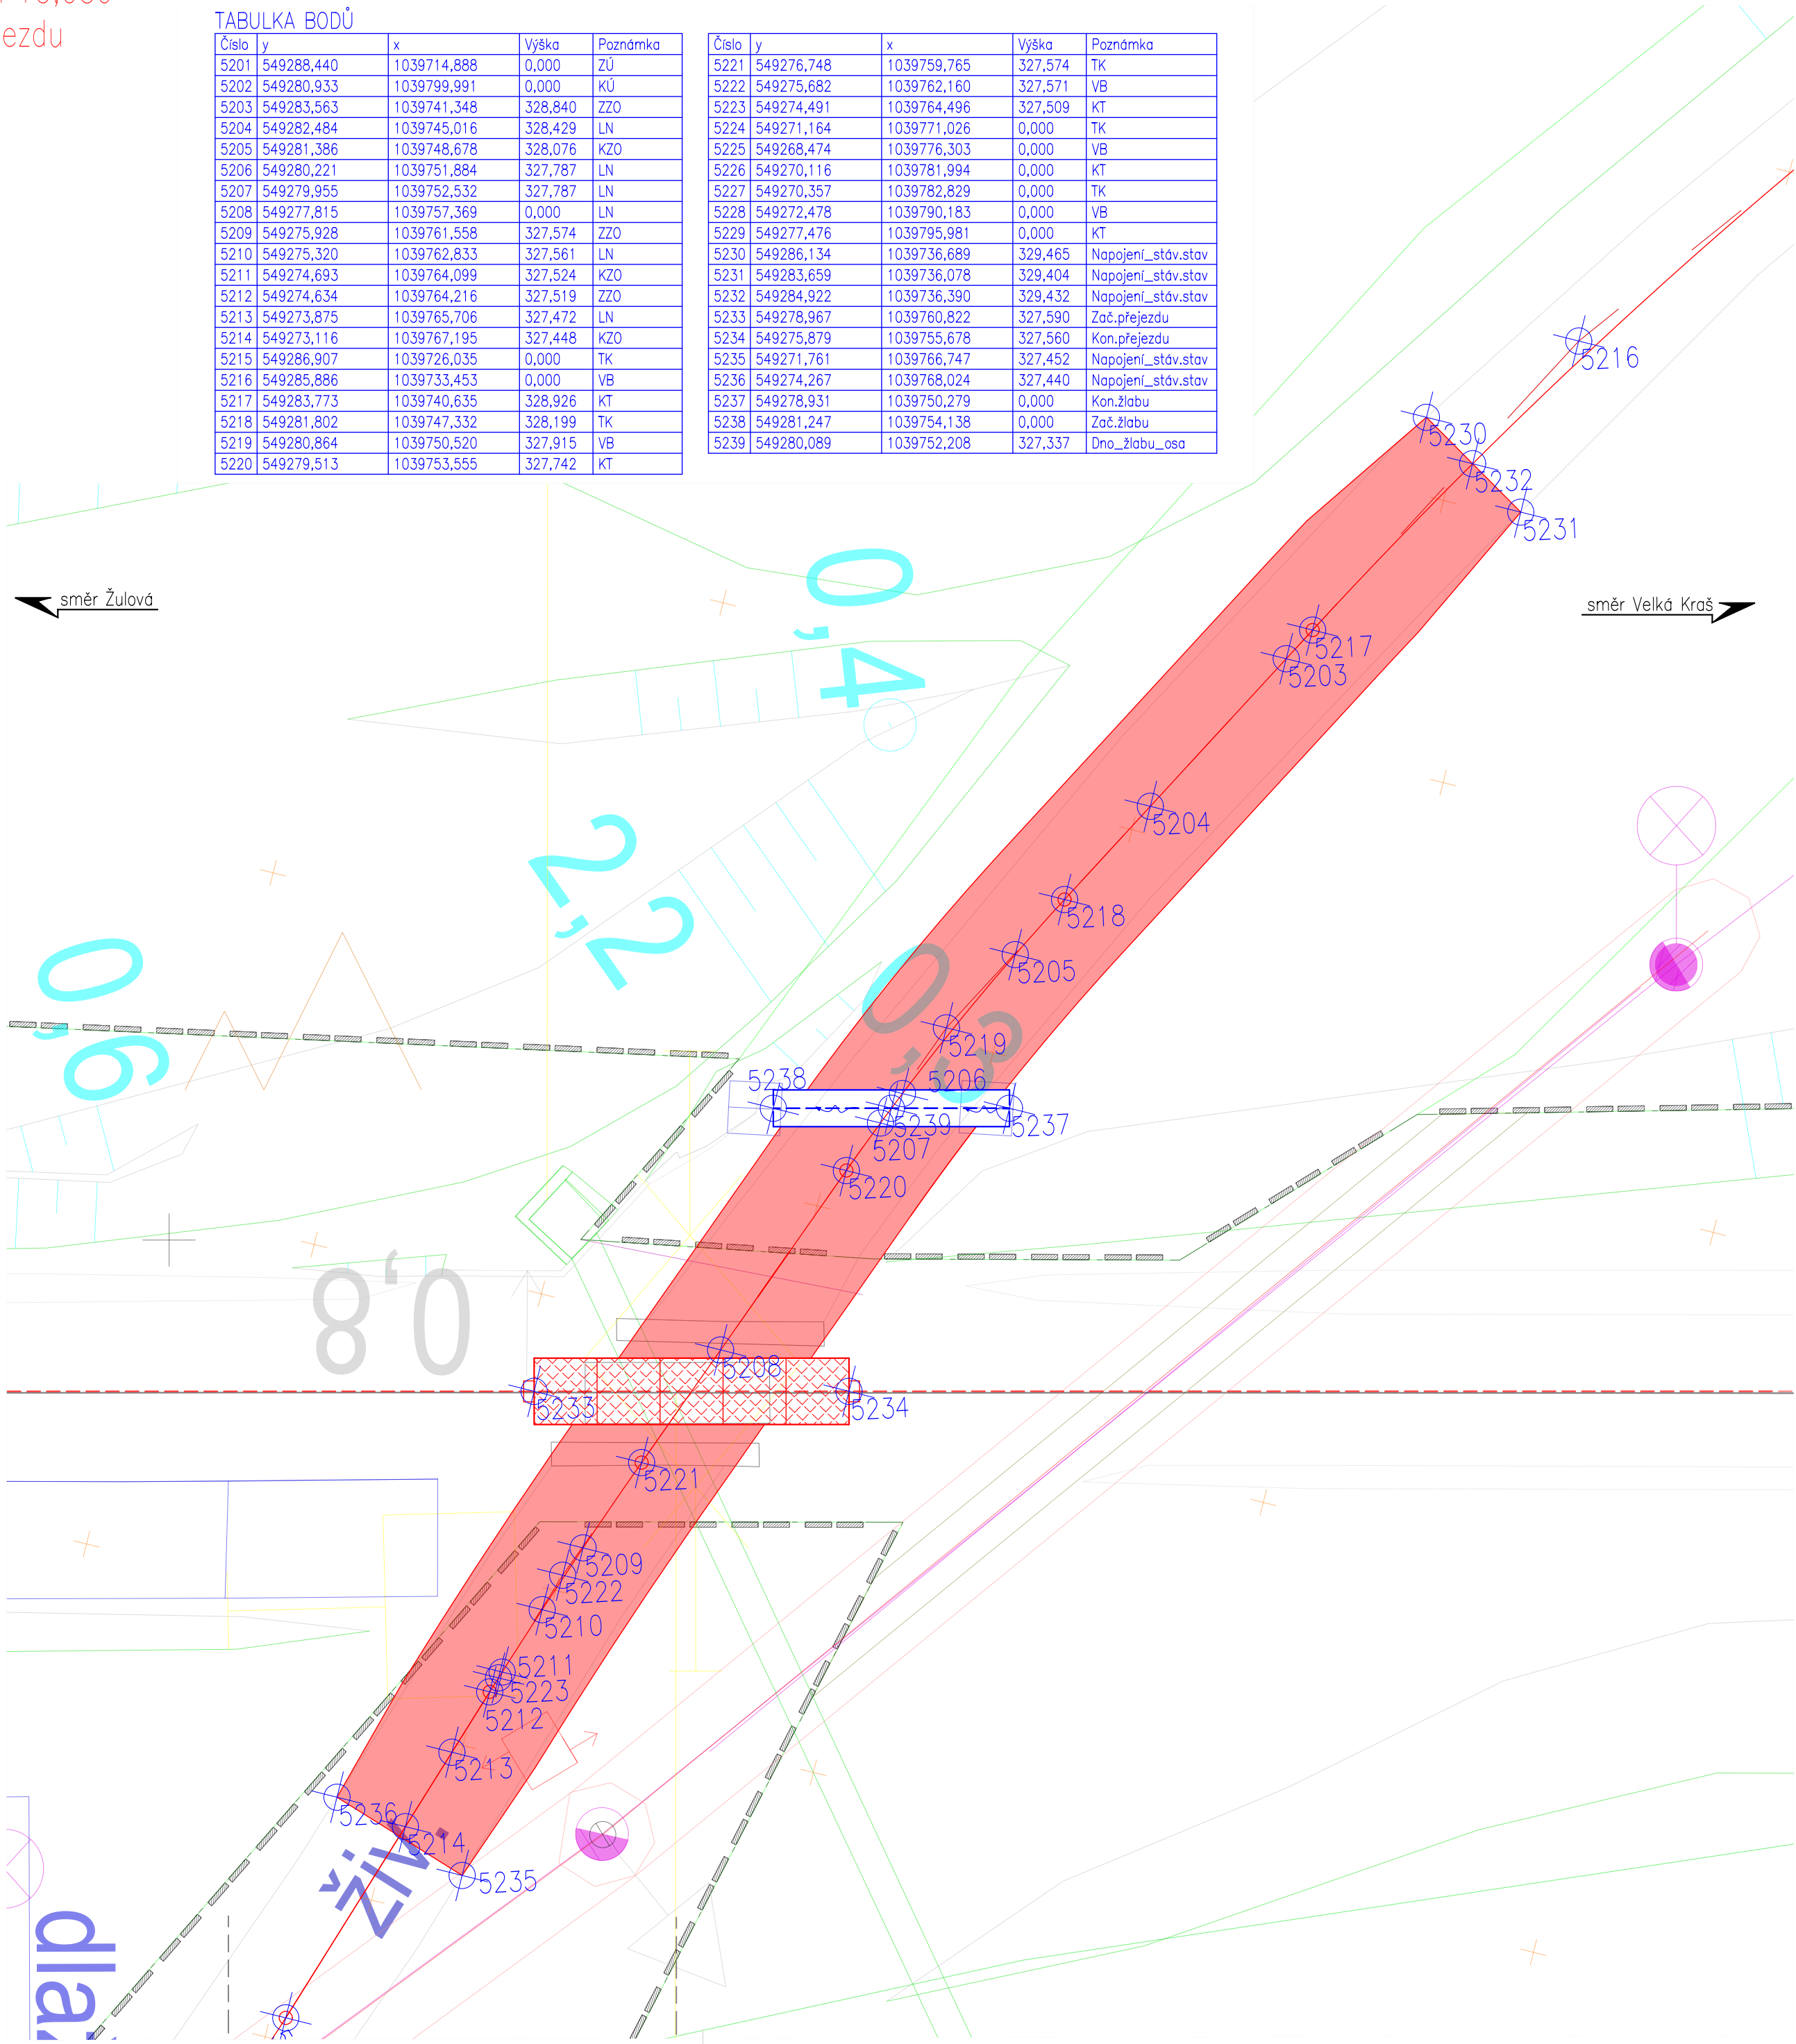 ezdu
TABULKA BODŮ
Číslo y x Výška Poznámka
5201 549288,440 1039714,888 0,000 ZÚ
5202 549280,933 1039799,991 0,000 KÚ
5203 549283,563 1039741,348 328,840 ZZO
5204 549282,484 1039745,016 328,429 LN
5205 549281,386 1039748,678 328,076 KZO
5206 549280,221 1039751,884 327,787 LN
5207 549279,955 1039752,532 327,787 LN
5208 549277,815 1039757,369 0,000 LN
5209 549275,928 1039761,558 327,574 ZZO
5210 549275,320 1039762,833 327,561 LN
5211 549274,693 1039764,099 327,524 KZO
5212 549274,634 1039764,216 327,519 ZZO
5213 549273,875 1039765,706 327,472 LN
5214 549273,116 1039767,195 327,448 KZO
5215 549286,907 1039726,035 0,000 TK
5216 549285,886 1039733,453 0,000 VB
5217 549283,773 1039740,635 328,926 KT
5218 549281,802 1039747,332 328,199 TK
5219 549280,864 1039750,520 327,915 VB
5220 549279,513 1039753,555 327,742 KT
Číslo y x Výška Poznámka
5221 549276,748 1039759,765 327,574 TK
5222 549275,682 1039762,160 327,571 VB
5223 549274,491 1039764,496 327,509 KT
5224 549271,164 1039771,026 0,000 TK
5225 549268,474 1039776,303 0,000 VB
5226 549270,116 1039781,994 0,000 KT
5227 549270,357 1039782,829 0,000 TK
5228 549272,478 1039790,183 0,000 VB
5229 549277,476 1039795,981 0,000 KT
5230 549286,134 1039736,689 329,465 Napojení_stáv.stav
5231 549283,659 1039736,078 329,404 Napojení_stáv.stav
5232 549284,922 1039736,390 329,432 Napojení_stáv.stav
5233 549278,967 1039760,822 327,590 Zač.přejezdu
5234 549275,879 1039755,678 327,560 Kon.přejezdu
5235 549271,761 1039766,747 327,452 Napojení_stáv.stav
5236 549274,267 1039768,024 327,440 Napojení_stáv.stav
5237 549278,931 1039750,279 0,000 Kon.žlabu
5238 549281,247 1039754,138 0,000 Zač.žlabu
5239 549280,089 1039752,208 327,337 Dno_žlabu_osa
5216
5230
5232
5231
směr Žulová
směr Velká Kraš
0,4
5217
5203
5204
2,2
5218
5205
0,6
0,3
5219
5238
5206
5239
5237
5207
5220
0,8
5208
5233
5234
5221
5209
5222
5210
5211
5223
5212
5213
5236
5214
živ.
5235